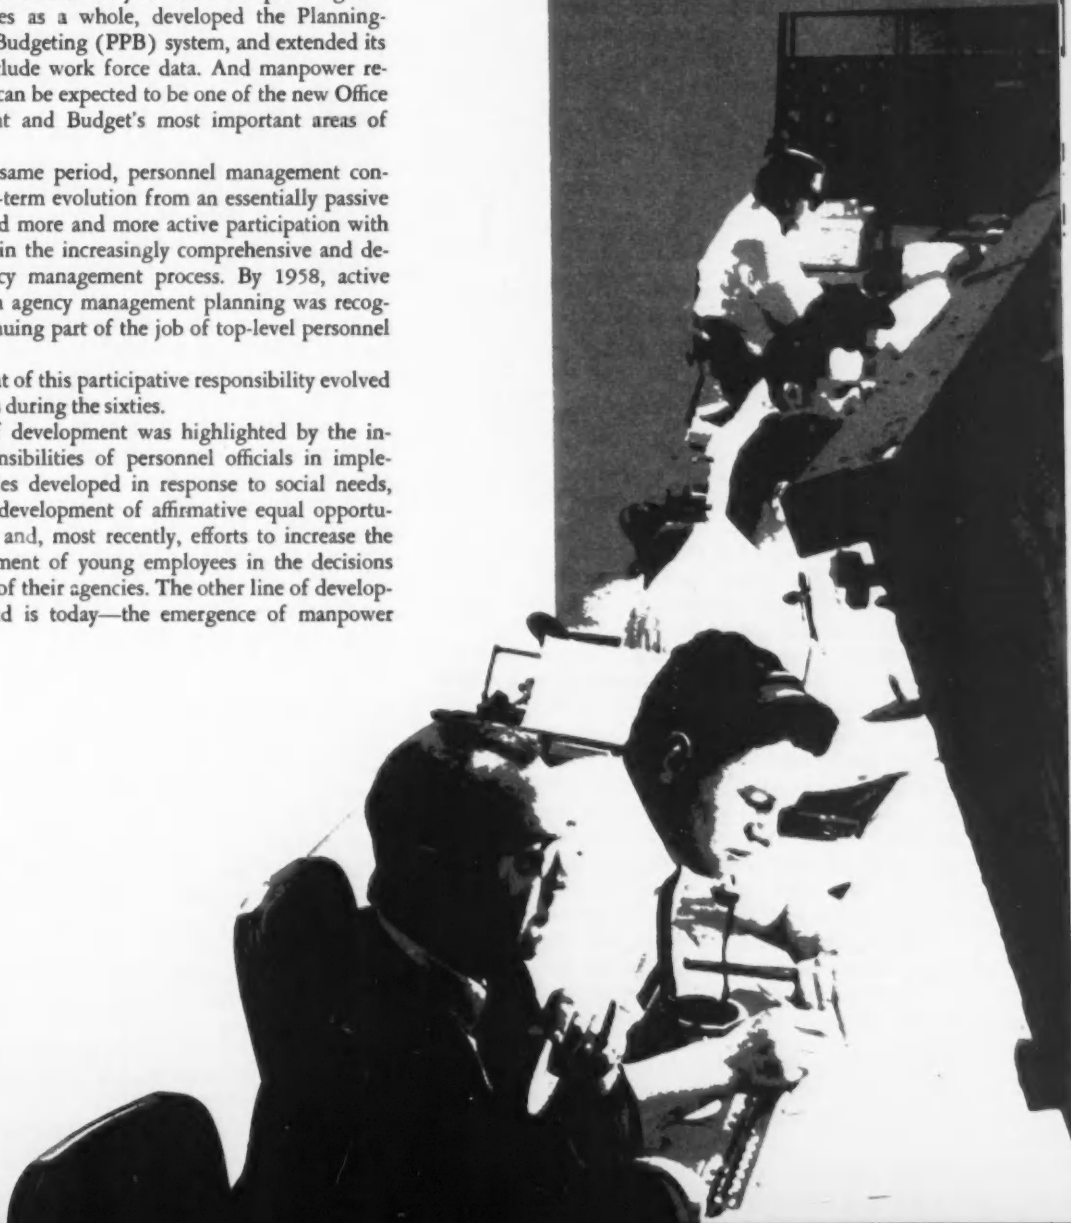 es as a whole, developed the Planning-
Budgeting (PPB) system, and extended its
lude work force data. And manpower re-
can be expected to be one of the new Office
nt and Budget's most important areas of
same period, personnel management con-
-term evolution from an essentially passive
d more and more active participation with
in the increasingly comprehensive and de-
cy management process. By 1958, active
n agency management planning was recog-
nuing part of the job of top-level personnel
t of this participative responsibility evolved
during the sixties.
f development was highlighted by the in-
nsibilities of personnel officials in imple-
es developed in response to social needs,
development of affirmative equal opportu-
and, most recently, efforts to increase the
ment of young employees in the decisions
of their agencies. The other line of develop-
d is today—the emergence of manpower